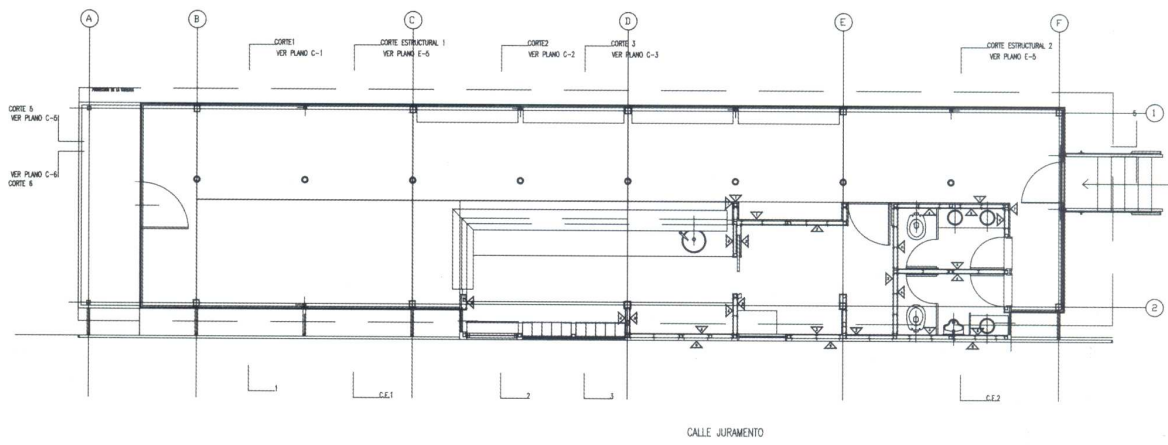 A
B
C
D
E
F
CORTE1
VER PLANO C-1
CORTE ESTRUCTURAL 1
VER PLANO E-5
CORTE2
VER PLANO C-2
CORTE 3
VER PLANO C-3
CORTE ESTRUCTURAL 2
VER PLANO E-5
CORTE 5
VER PLANO C-5
1
VER PLANO C-6
CORTE 6
2
1
C.E.1
2
3
C.E.2
CALLE JURAMENTO